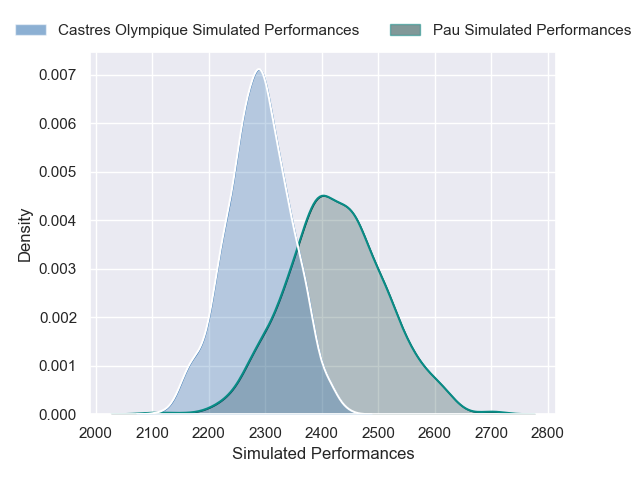 Castres Olympique Simulated Performances Pau Simulated Performances
0.007
0.006
0.005
0.004
0.003
0.002
0.001
0.000
Density
2000 2100 2200 2300 2400 2500 2600 2700 2800
Simulated Performances